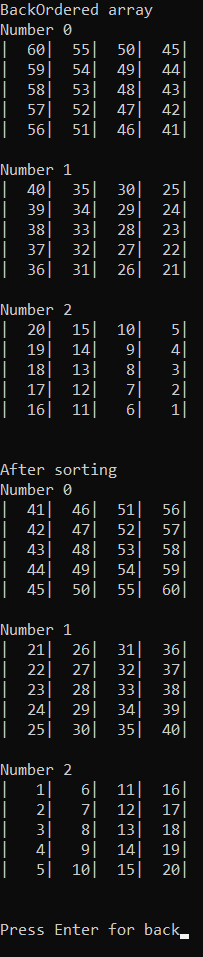 BackOrdered array
Number 0
|  60|  55|  50|  45|
|  59|  54|  49|  44|
|  58|  53|  48|  43|
|  57|  52|  47|  42|
|  56|  51|  46|  41|
Number 1
|  40|  35|  30|  25|
|  39|  34|  29|  24|
|  38|  33|  28|  23|
|  37|  32|  27|  22|
|  36|  31|  26|  21|
Number 2
|  20|  15|  10|   5|
|  19|  14|   9|   4|
|  18|  13|   8|   3|
|  17|  12|   7|   2|
|  16|  11|   6|   1|
After sorting
Number 0
|  41|  46|  51|  56|
|  42|  47|  52|  57|
|  43|  48|  53|  58|
|  44|  49|  54|  59|
|  45|  50|  55|  60|
Number 1
|  21|  26|  31|  36|
|  22|  27|  32|  37|
|  23|  28|  33|  38|
|  24|  29|  34|  39|
|  25|  30|  35|  40|
Number 2
|   1|   6|  11|  16|
|   2|   7|  12|  17|
|   3|   8|  13|  18|
|   4|   9|  14|  19|
|   5|  10|  15|  20|
Press Enter for back